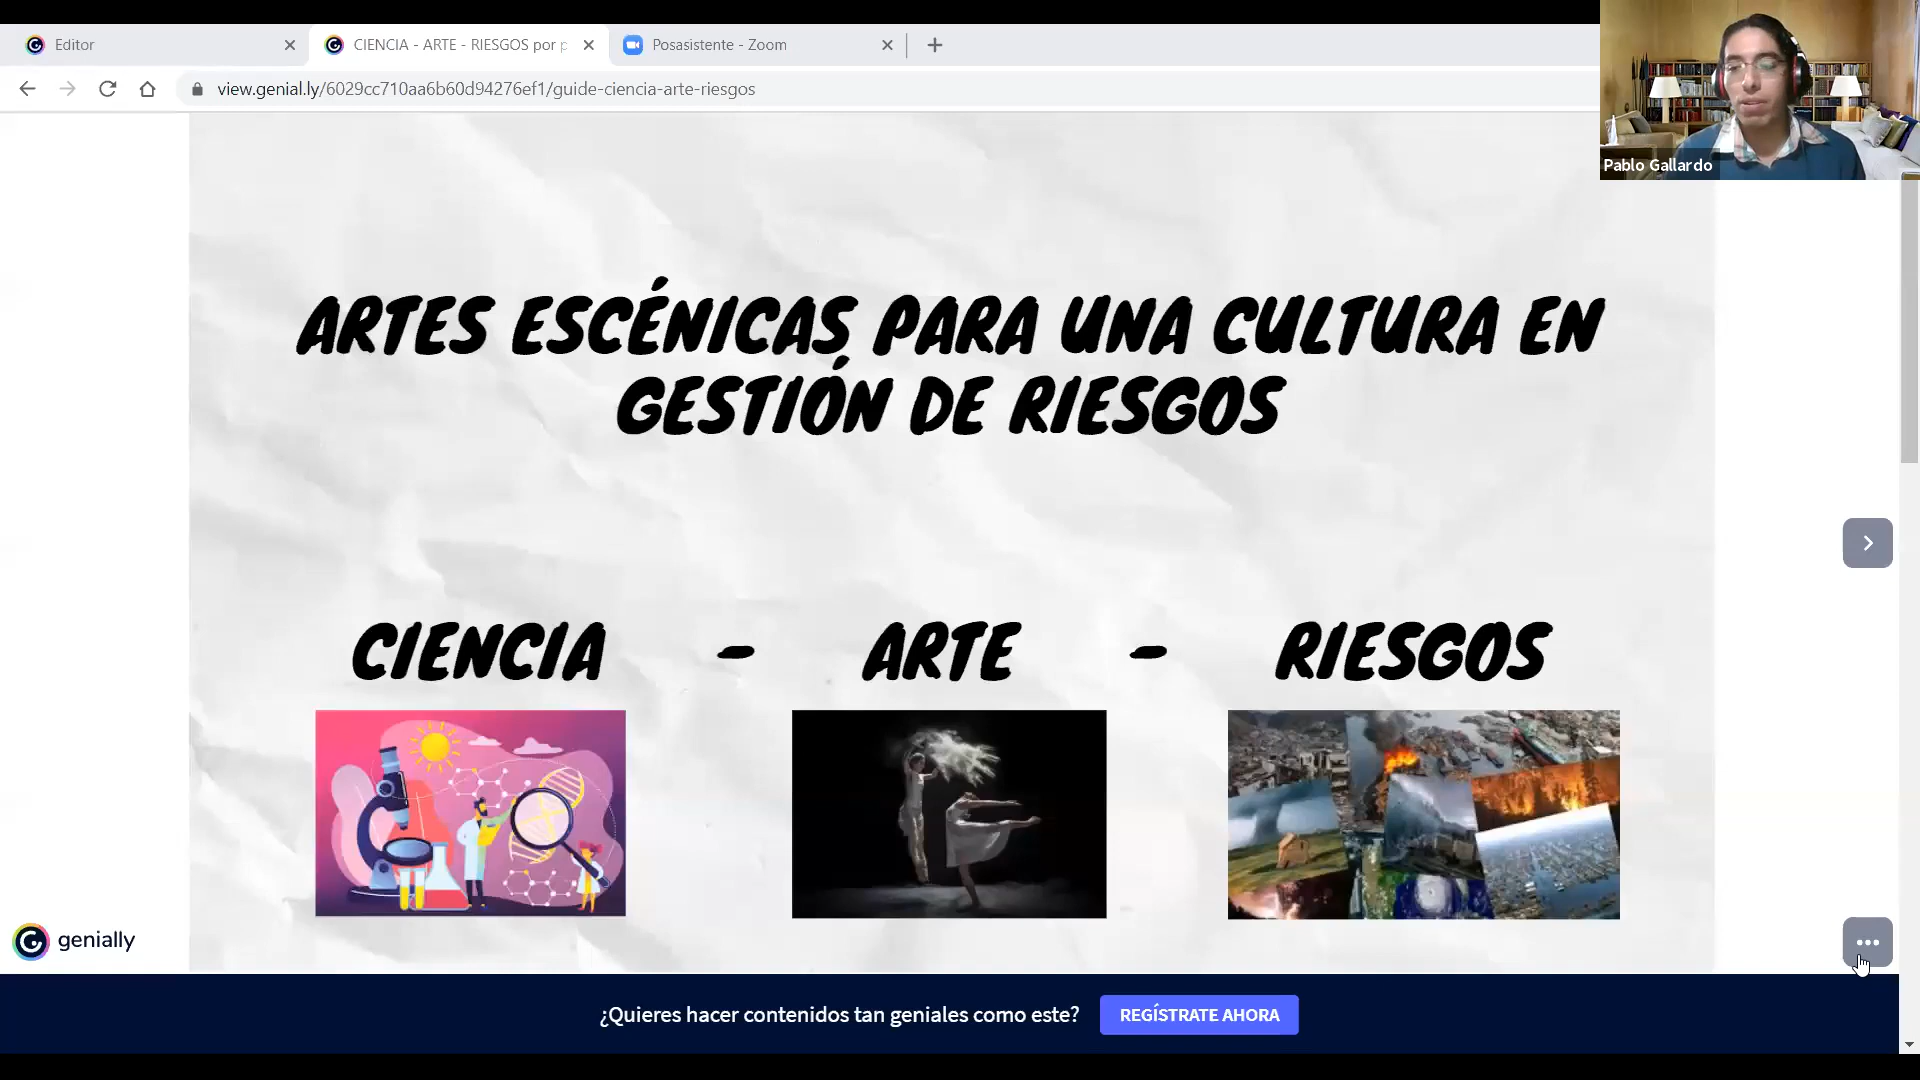 Editor
CIENCIA - ARTE - RIESGOS por p
Posasistente - Zoom
view.genial.ly/6029cc710aa6b60d94276ef1/guide-ciencia-arte-riesgos
Pablo Gallardo
ARTES ESCÉNICAS PARA UNA CULTURA EN
GESTIÓN DE RIESGOS
CIENCIA - ARTE - RIESGOS
genially
¿Quieres hacer contenidos tan geniales como este? REGÍSTRATE AHORA